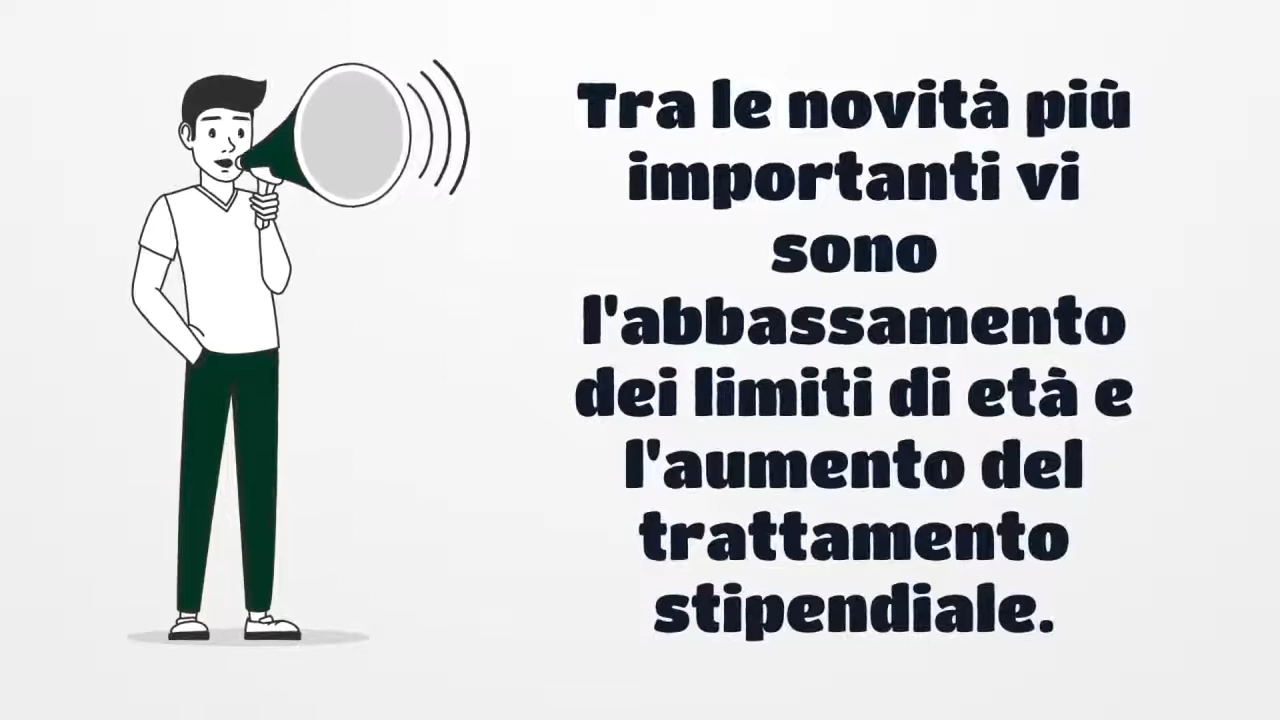 Tra le novità più
importanti vi
sono
l'abbassamento
dei limiti di età e
l'aumento del
trattamento
stipendiale.